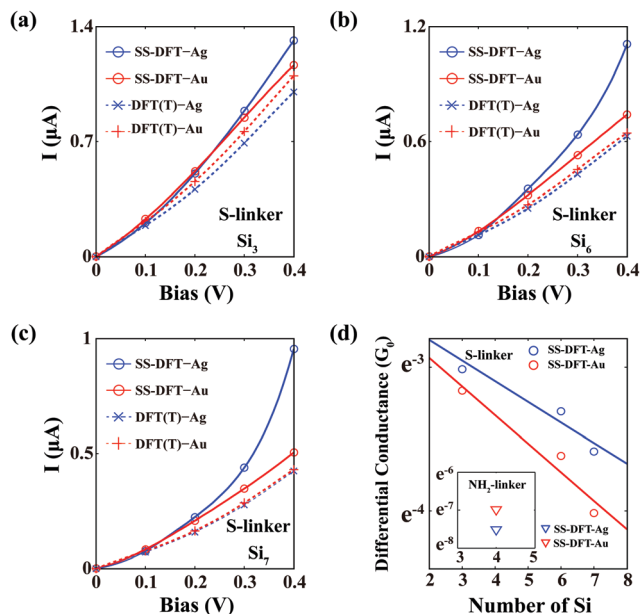 (a)
1.4
0.7
0
I (μA)
SS-DFT−Ag
SS-DFT−Au
DFT(T)−Ag
DFT(T)−Au
S-linker
Si3
0
0.1
0.2
0.3
0.4
Bias (V)
(b)
1.2
0.6
0
I (μA)
SS-DFT−Ag
SS-DFT−Au
DFT(T)−Ag
DFT(T)−Au
S-linker
Si6
0
0.1
0.2
0.3
0.4
Bias (V)
(c)
1
0.5
0
I (μA)
SS-DFT−Ag
SS-DFT−Au
DFT(T)−Ag
DFT(T)−Au
S-linker
Si7
0
0.1
0.2
0.3
0.4
Bias (V)
(d)
Differential Conductance (G0)
e-3
e-4
S-linker
SS-DFT-Ag
SS-DFT-Au
e-6
e-7
e-8
NH2-linker
3
4
5
SS-DFT-Ag
SS-DFT-Au
2
3
4
5
6
7
8
Number of Si